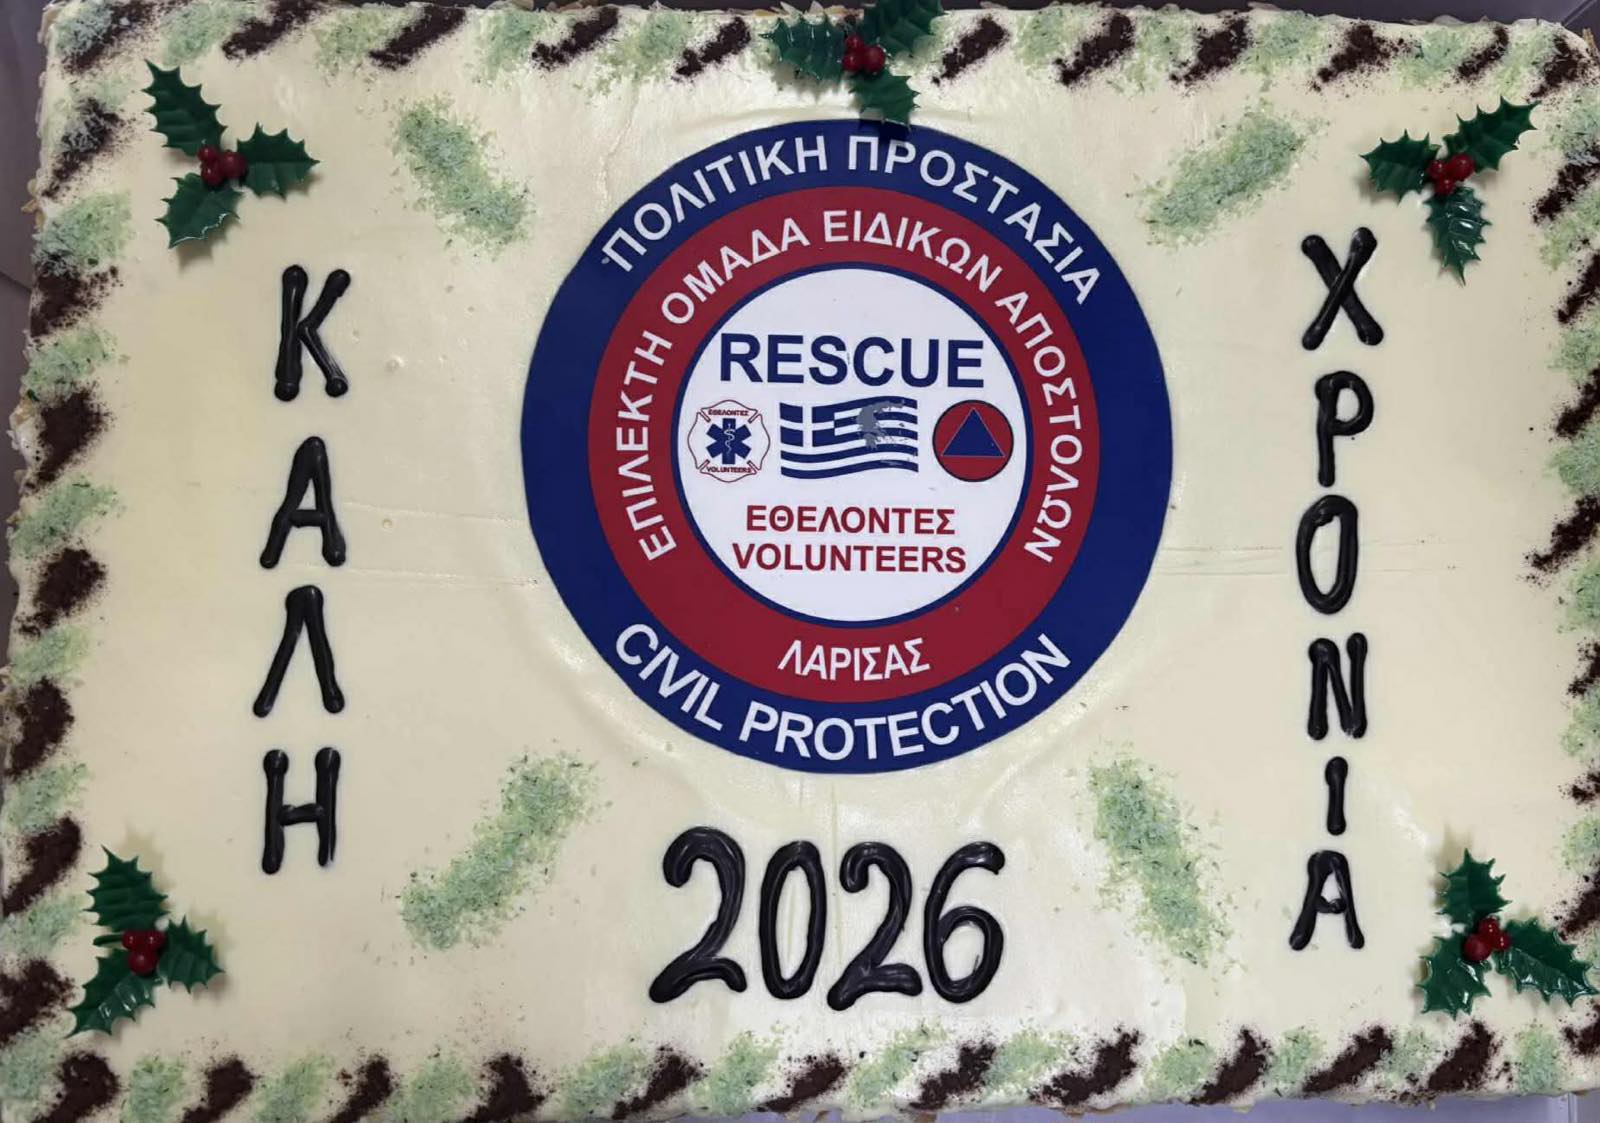 ΚΑΛΗ
ΧΡΟΝΙΑ
ΠΟΛΙΤΙΚΗ ΠΡΟΣΤΑΣΙΑ
ΕΠΙΛΕΚΤΗ ΟΜΑΔΑ ΕΙΔΙΚΩΝ ΑΠΟΣΤΟΛΩΝ
RESCUE
ΕΘΕΛΟΝΤΕΣ
VOLUNTEERS
ΕΘΕΛΟΝΤΕΣ
VOLUNTEERS
ΛΑΡΙΣΑΣ
CIVIL PROTECTION
2026